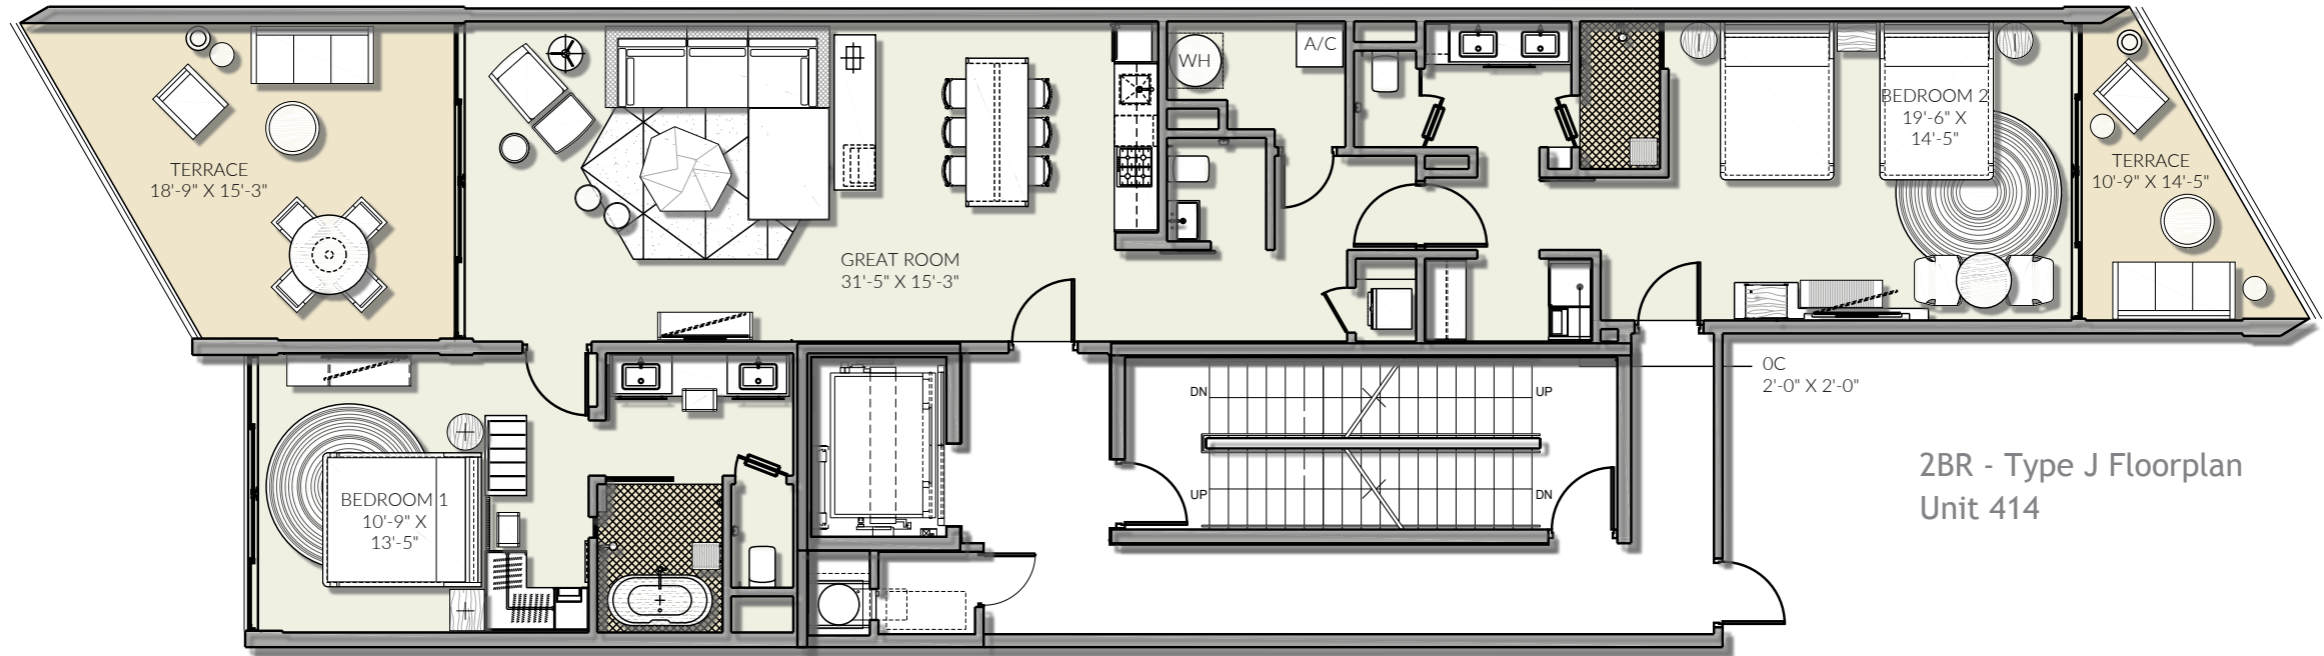 TERRACE
18'-9" X 15'-3"
GREAT ROOM
31'-5" X 15'-3"
WH
A/C
BEDROOM 2
19'-6" X
14'-5"
TERRACE
10'-9" X 14'-5"
BEDROOM 1
10'-9" X
13'-5"
DN
UP
UP
DN
0C
2'-0" X 2'-0"
2BR - Type J Floorplan
Unit 414